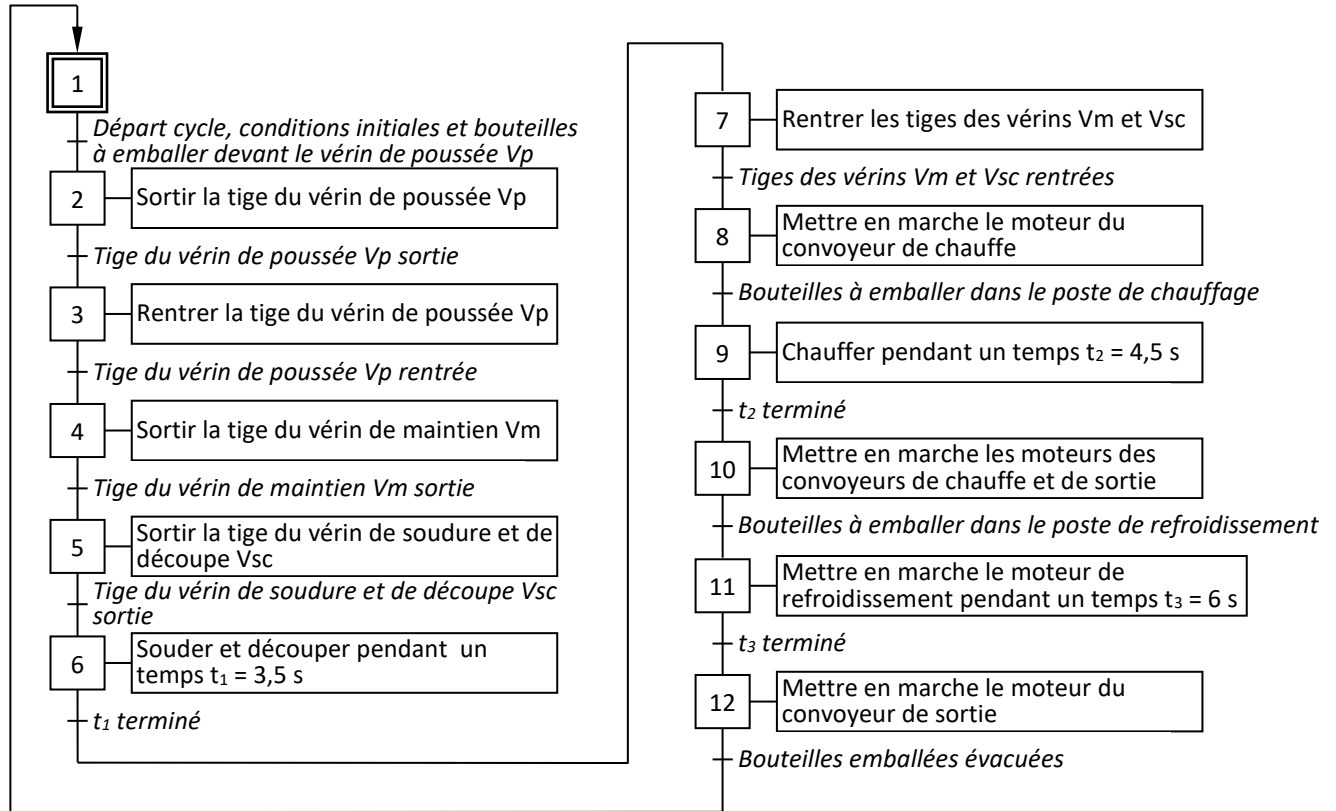 1
Départ cycle, conditions initiales et bouteilles
à emballer devant le vérin de poussée Vp
2
Sortir la tige du vérin de poussée Vp
Tige du vérin de poussée Vp sortie
3
Rentrer la tige du vérin de poussée Vp
Tige du vérin de poussée Vp rentrée
4
Sortir la tige du vérin de maintien Vm
Tige du vérin de maintien Vm sortie
5
Sortir la tige du vérin de soudure et de
découpe Vsc
Tige du vérin de soudure et de découpe Vsc
sortie
6
Souder et découper pendant un
temps t₁ = 3,5 s
t₁ terminé
7
Rentrer les tiges des vérins Vm et Vsc
Tiges des vérins Vm et Vsc rentrées
8
Mettre en marche le moteur du
convoyeur de chauffe
Bouteilles à emballer dans le poste de chauffage
9
Chauffer pendant un temps t₂ = 4,5 s
t₂ terminé
10
Mettre en marche les moteurs des
convoyeurs de chauffe et de sortie
Bouteilles à emballer dans le poste de refroidissement
11
Mettre en marche le moteur de
refroidissement pendant un temps t₃ = 6 s
t₃ terminé
12
Mettre en marche le moteur du
convoyeur de sortie
Bouteilles emballées évacuées